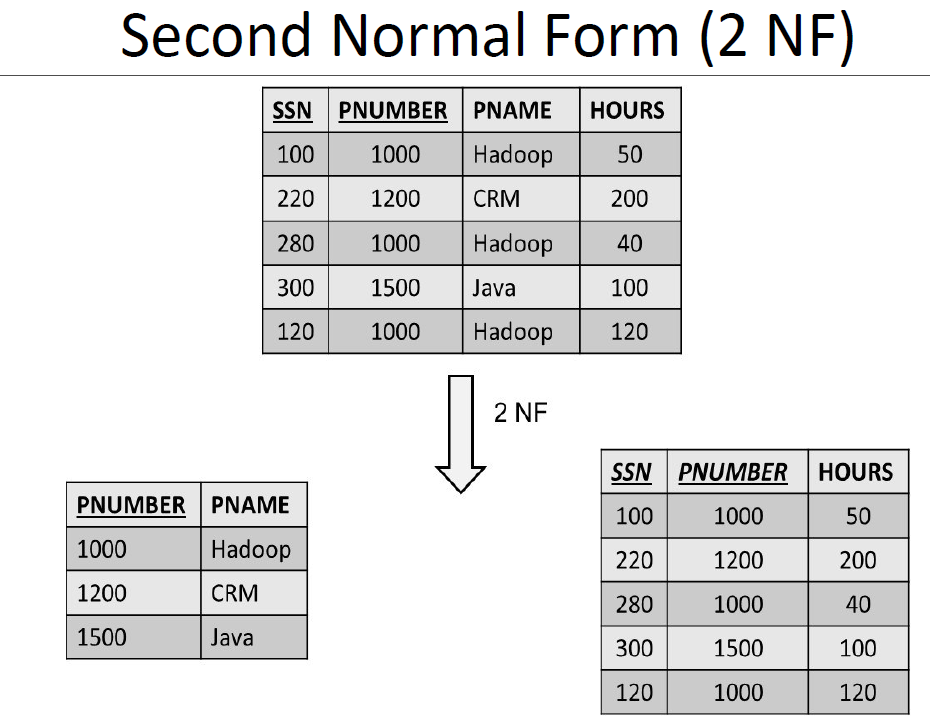 Second Normal Form (2 NF)
SSN PNUMBER PNAME HOURS
100 1000 Hadoop 50
220 1200 CRM 200
280 1000 Hadoop 40
300 1500 Java 100
120 1000 Hadoop 120
2 NF
PNUMBER PNAME
1000 Hadoop
1200 CRM
1500 Java
SSN PNUMBER HOURS
100 1000 50
220 1200 200
280 1000 40
300 1500 100
120 1000 120